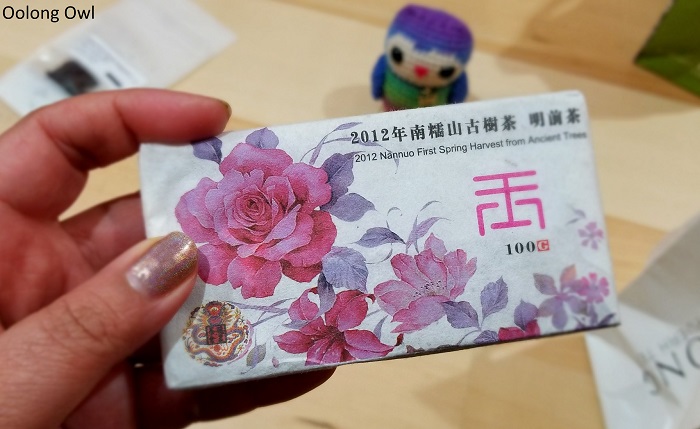 Oolong Owl
2012年南糯山古樹茶 明前茶
2012 Nannuo First Spring Harvest from Ancient Trees
100G